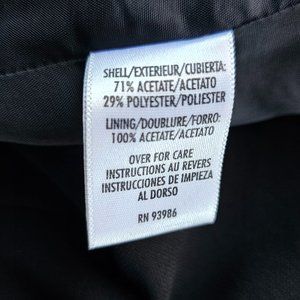 SHELL/EXTERIEUR/CUBIERTA:
71% ACETATE/ACETATO
29% POLYESTER/POLIESTER
LINING/DOUBLURE/FORRO:
100% ACETATE/ACETATO
OVER FOR CARE
INSTRUCTIONS AU REVERS
INSTRUCCIONES DE IMPIEZA
AL DORSO
RN 93986